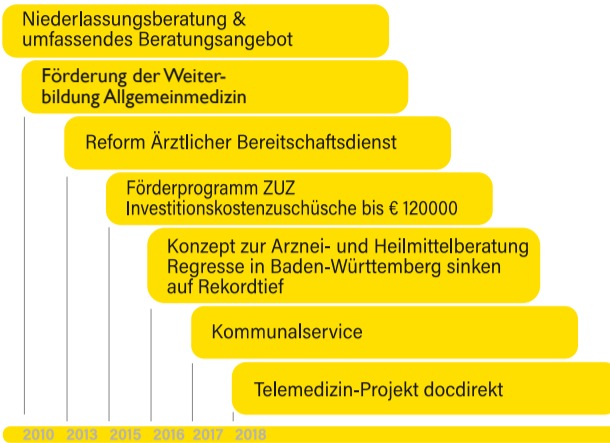 Niederlassungsberatung &
umfassendes Beratungsangebot
Förderung der Weiter-
bildung Allgemeinmedizin
Reform Ärztlicher Bereitschaftsdienst
Förderprogramm ZUZ
Investitionskostenzuschüsche bis € 120000
Konzept zur Arznei- und Heilmittelberatung
Regresse in Baden-Württemberg sinken
auf Rekordtief
Kommunalservice
Telemedizin-Projekt docdirekt
2010 2013 2015 2016 2017 2018